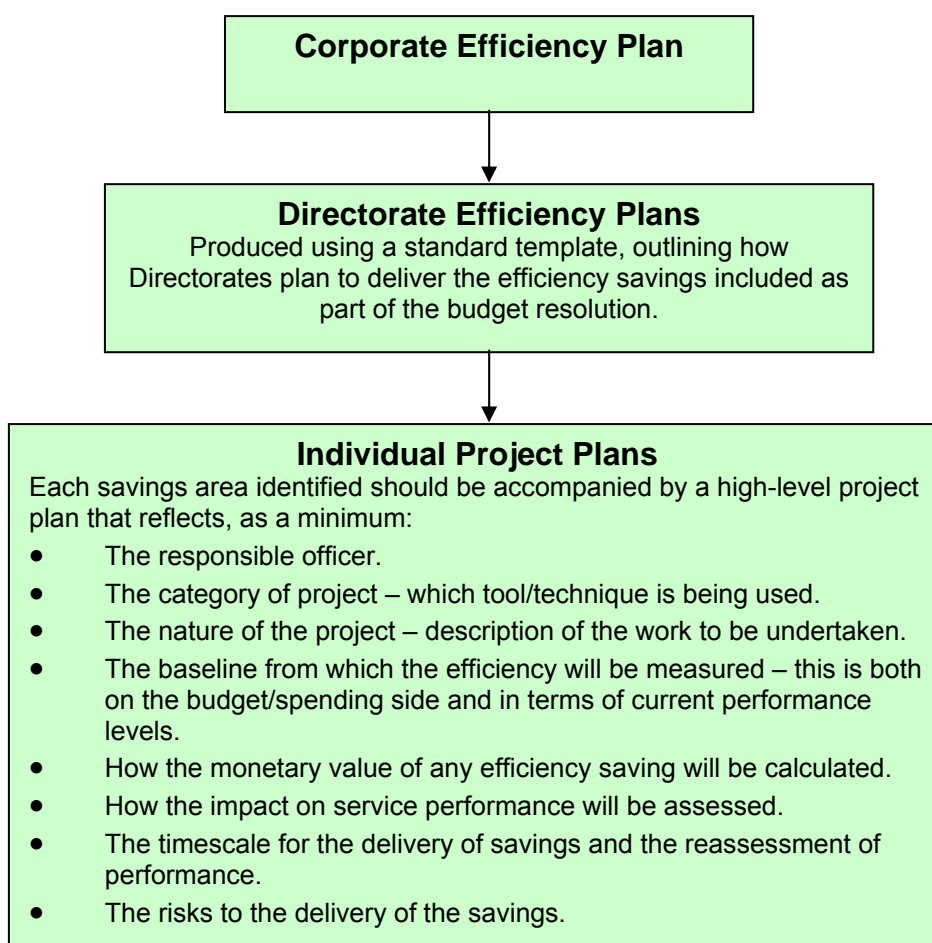 Corporate Efficiency Plan
Directorate Efficiency Plans
Produced using a standard template, outlining how
Directorates plan to deliver the efficiency savings included as
part of the budget resolution.
Individual Project Plans
Each savings area identified should be accompanied by a high-level project
plan that reflects, as a minimum:
• The responsible officer.
• The category of project – which tool/technique is being used.
• The nature of the project – description of the work to be undertaken.
• The baseline from which the efficiency will be measured – this is both
on the budget/spending side and in terms of current performance
levels.
• How the monetary value of any efficiency saving will be calculated.
• How the impact on service performance will be assessed.
• The timescale for the delivery of savings and the reassessment of
performance.
• The risks to the delivery of the savings.